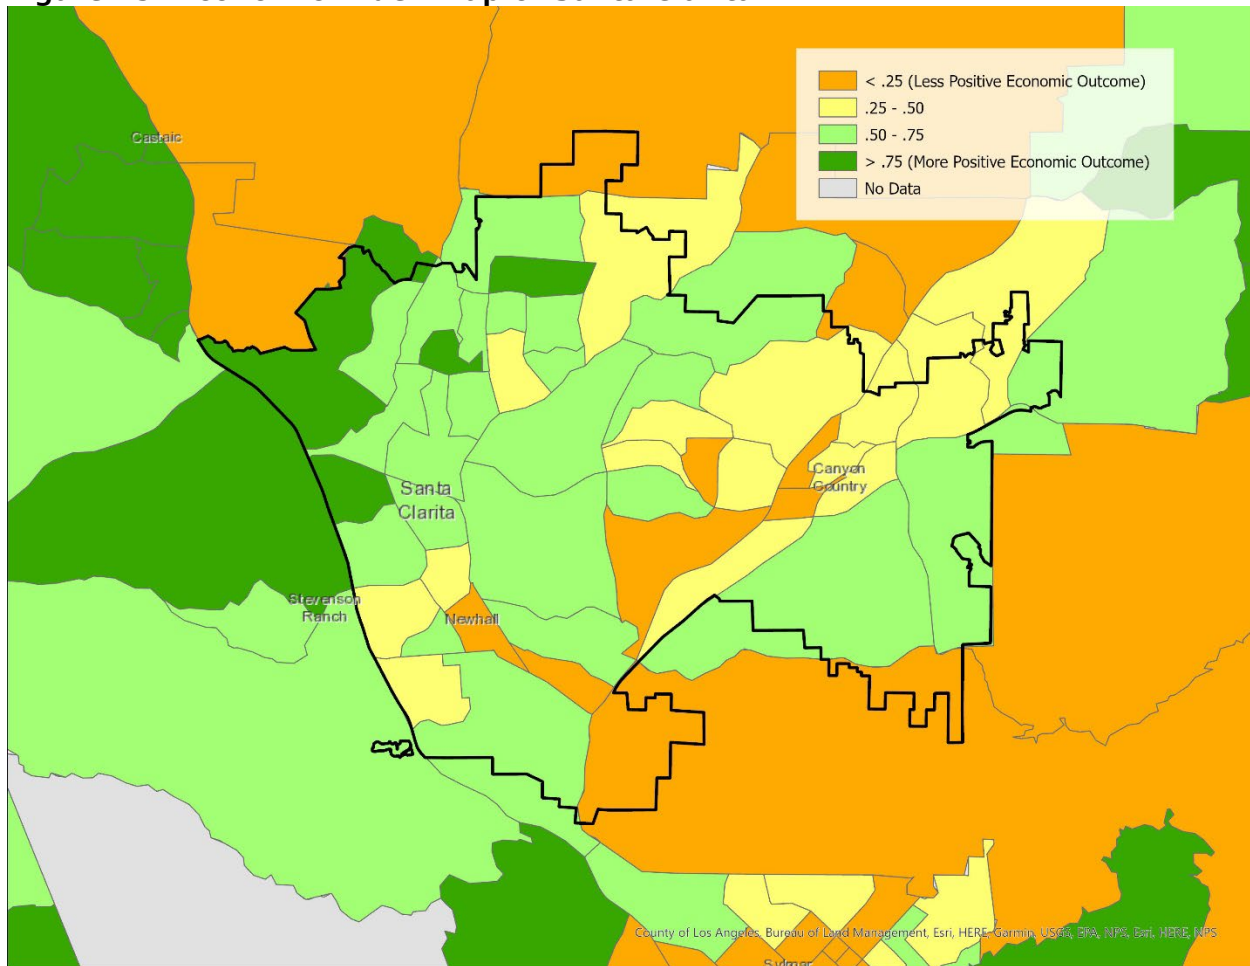 < .25 (Less Positive Economic Outcome)
.25 - .50
.50 - .75
> .75 (More Positive Economic Outcome)
No Data
Castaic
Canyon
Country
Santa
Clarita
Stevenson
Ranch
Newhall
County of Los Angeles, Bureau of Land Management, Esri, HERE, Garmin, USGS, EPA, NPS, Esri, HERE, NPS
Sylmar